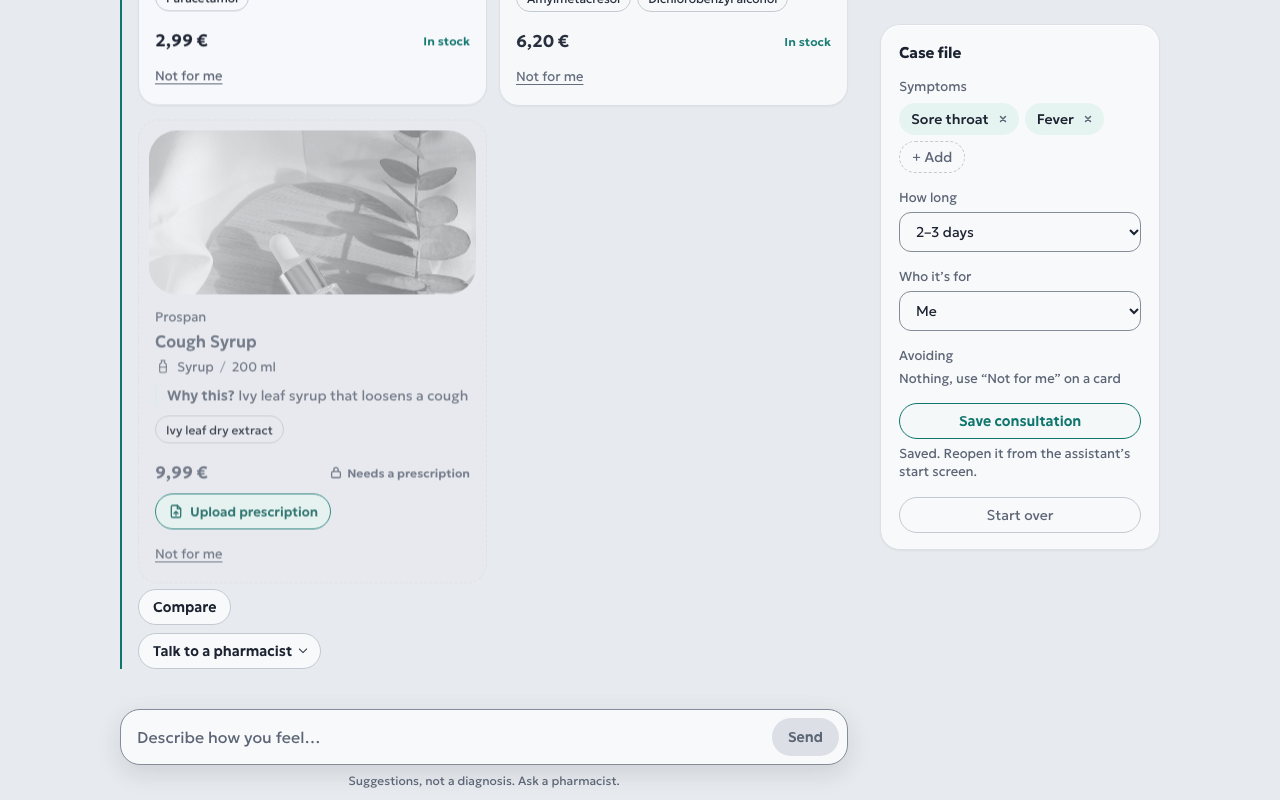 Paracetamol
Amylmetacresol
Dichlorobenzyl alcohol
2,99 €
In stock
6,20 €
In stock
Not for me
Not for me
Prospan
Cough Syrup
Syrup / 200 ml
Why this? Ivy leaf syrup that loosens a cough
Ivy leaf dry extract
9,99 €
Needs a prescription
Upload prescription
Not for me
Compare
Talk to a pharmacist
Describe how you feel…
Send
Suggestions, not a diagnosis. Ask a pharmacist.
Case file
Symptoms
Sore throat ×
Fever ×
+ Add
How long
2–3 days
Who it’s for
Me
Avoiding
Nothing, use “Not for me” on a card
Save consultation
Saved. Reopen it from the assistant’s
start screen.
Start over